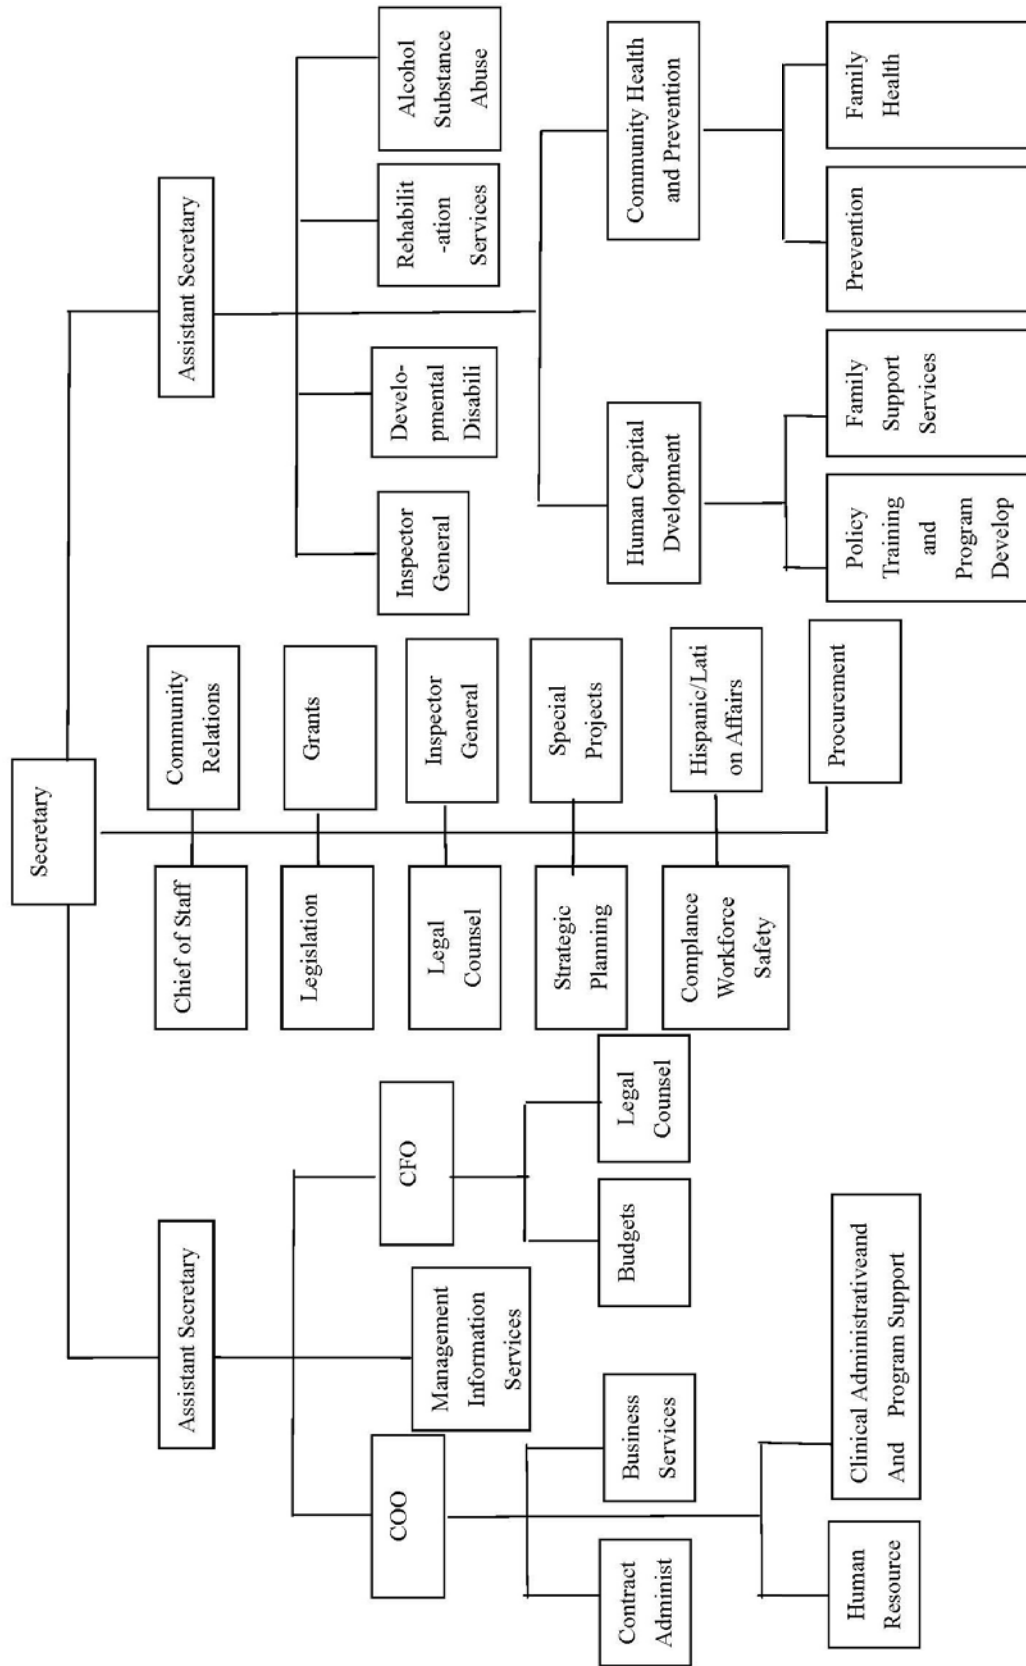 Secretary
Assistant Secretary
Assistant Secretary
Chief of Staff
Community
Relations
Legislation
Grants
Legal
Counsel
Inspector
General
Strategic
Planning
Special
Projects
Complance
Workforce
Safety
Hispanic/Lati
on Affairs
Procurement
COO
Management
Information
Services
CFO
Contract
Administ
Business
Services
Budgets
Legal
Counsel
Human
Resource
Clinical Administrativeand
And Program Support
Inspector
General
Develo-
pmental
Disabili
Rehabilit
-ation
Services
Alcohol
Substance
Abuse
Human Capital
Dvelopment
Community Health
and Prevention
Policy
Training
and
Program
Develop
Family
Support
Services
Prevention
Family
Health